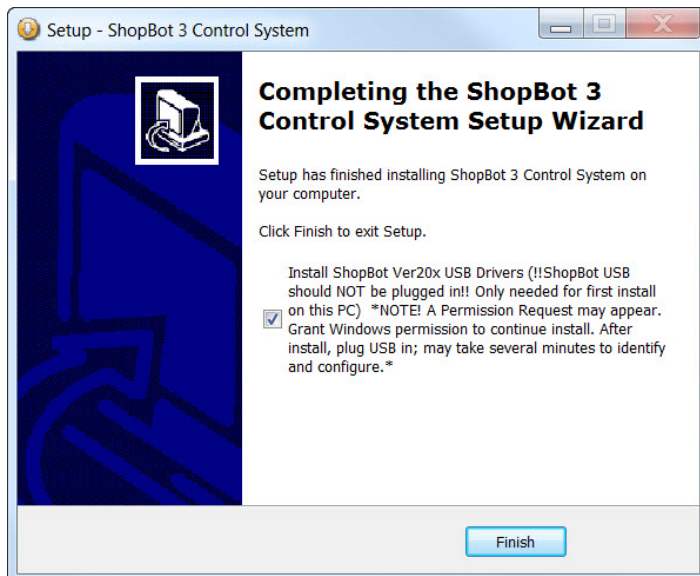 Setup - ShopBot 3 Control System
Completing the ShopBot 3
Control System Setup Wizard
Setup has finished installing ShopBot 3 Control System on
your computer.
Click Finish to exit Setup.
Install ShopBot Ver20x USB Drivers (!!ShopBot USB
should NOT be plugged in!! Only needed for first install
on this PC)  *NOTE! A Permission Request may appear.
Grant Windows permission to continue install. After
install, plug USB in; may take several minutes to identify
and configure.*
Finish